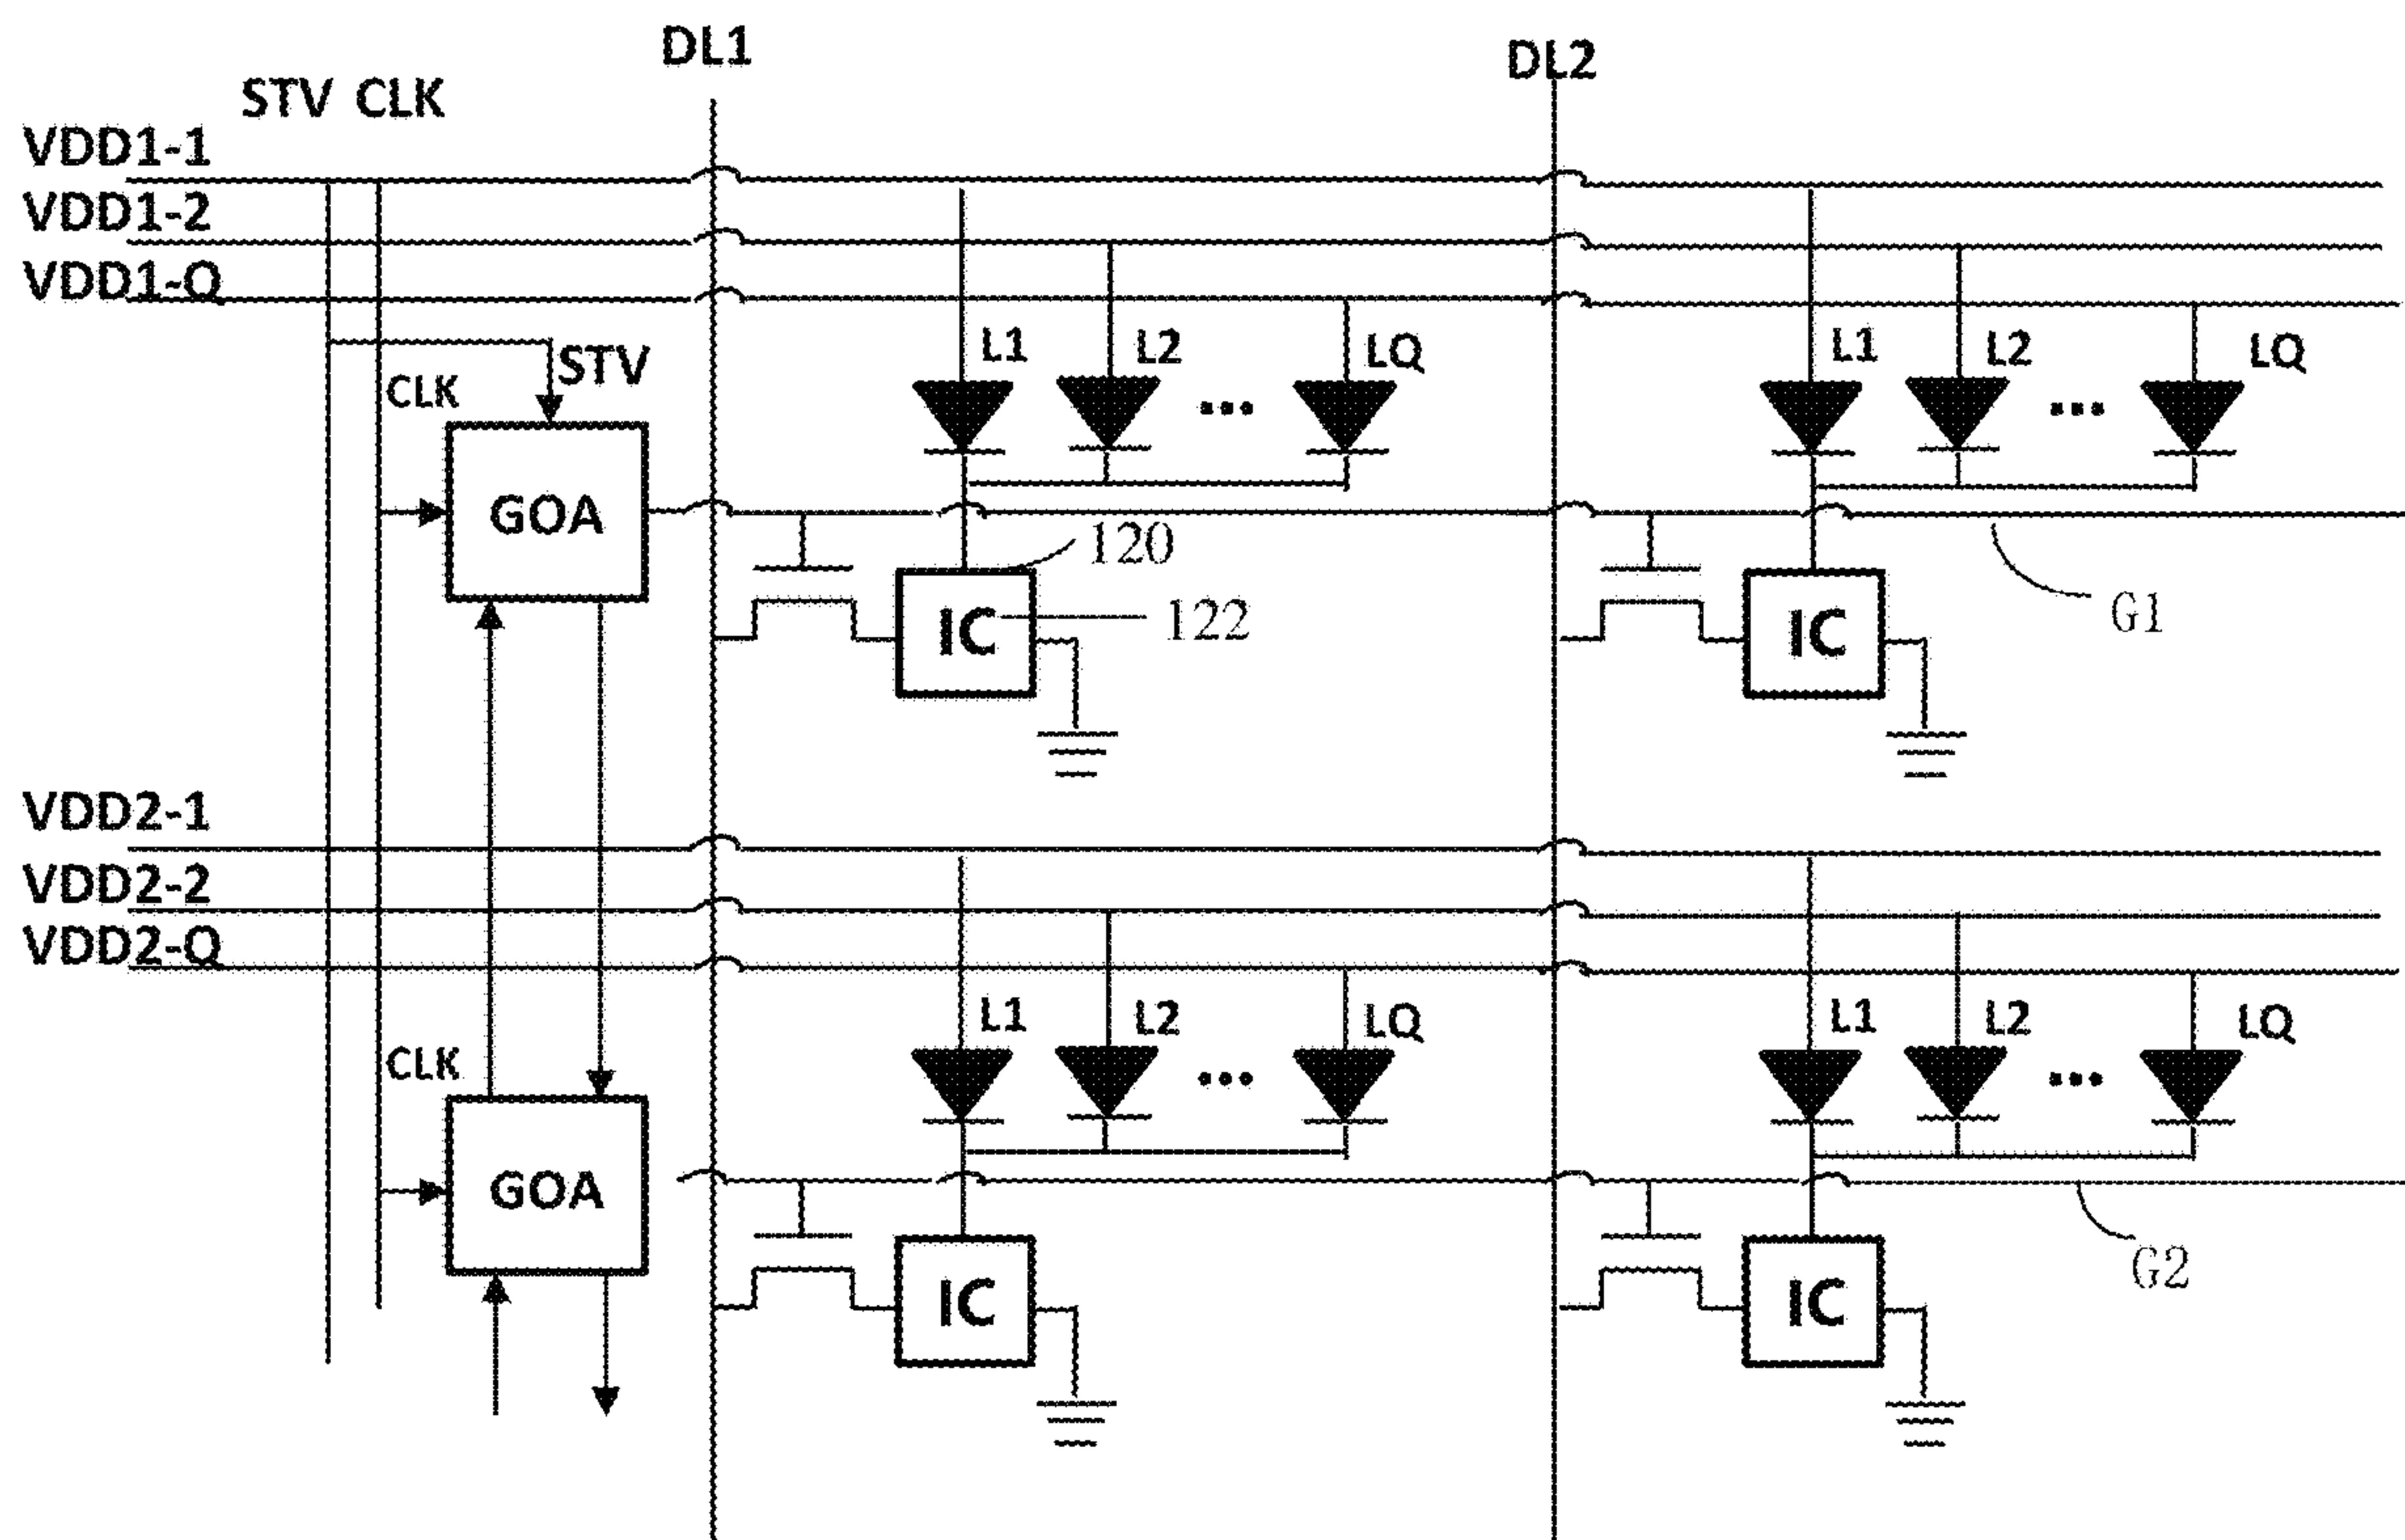 DL1
DL2
STV CLK
VDD1-1
VDD1-2
VDD1-Q
STV
CLK
L1
L2
...
LQ
L1
L2
...
LQ
GOA
120
122
IC
IC
G1
VDD2-1
VDD2-2
VDD2-Q
CLK
L1
L2
...
LQ
L1
L2
...
LQ
GOA
IC
IC
G2